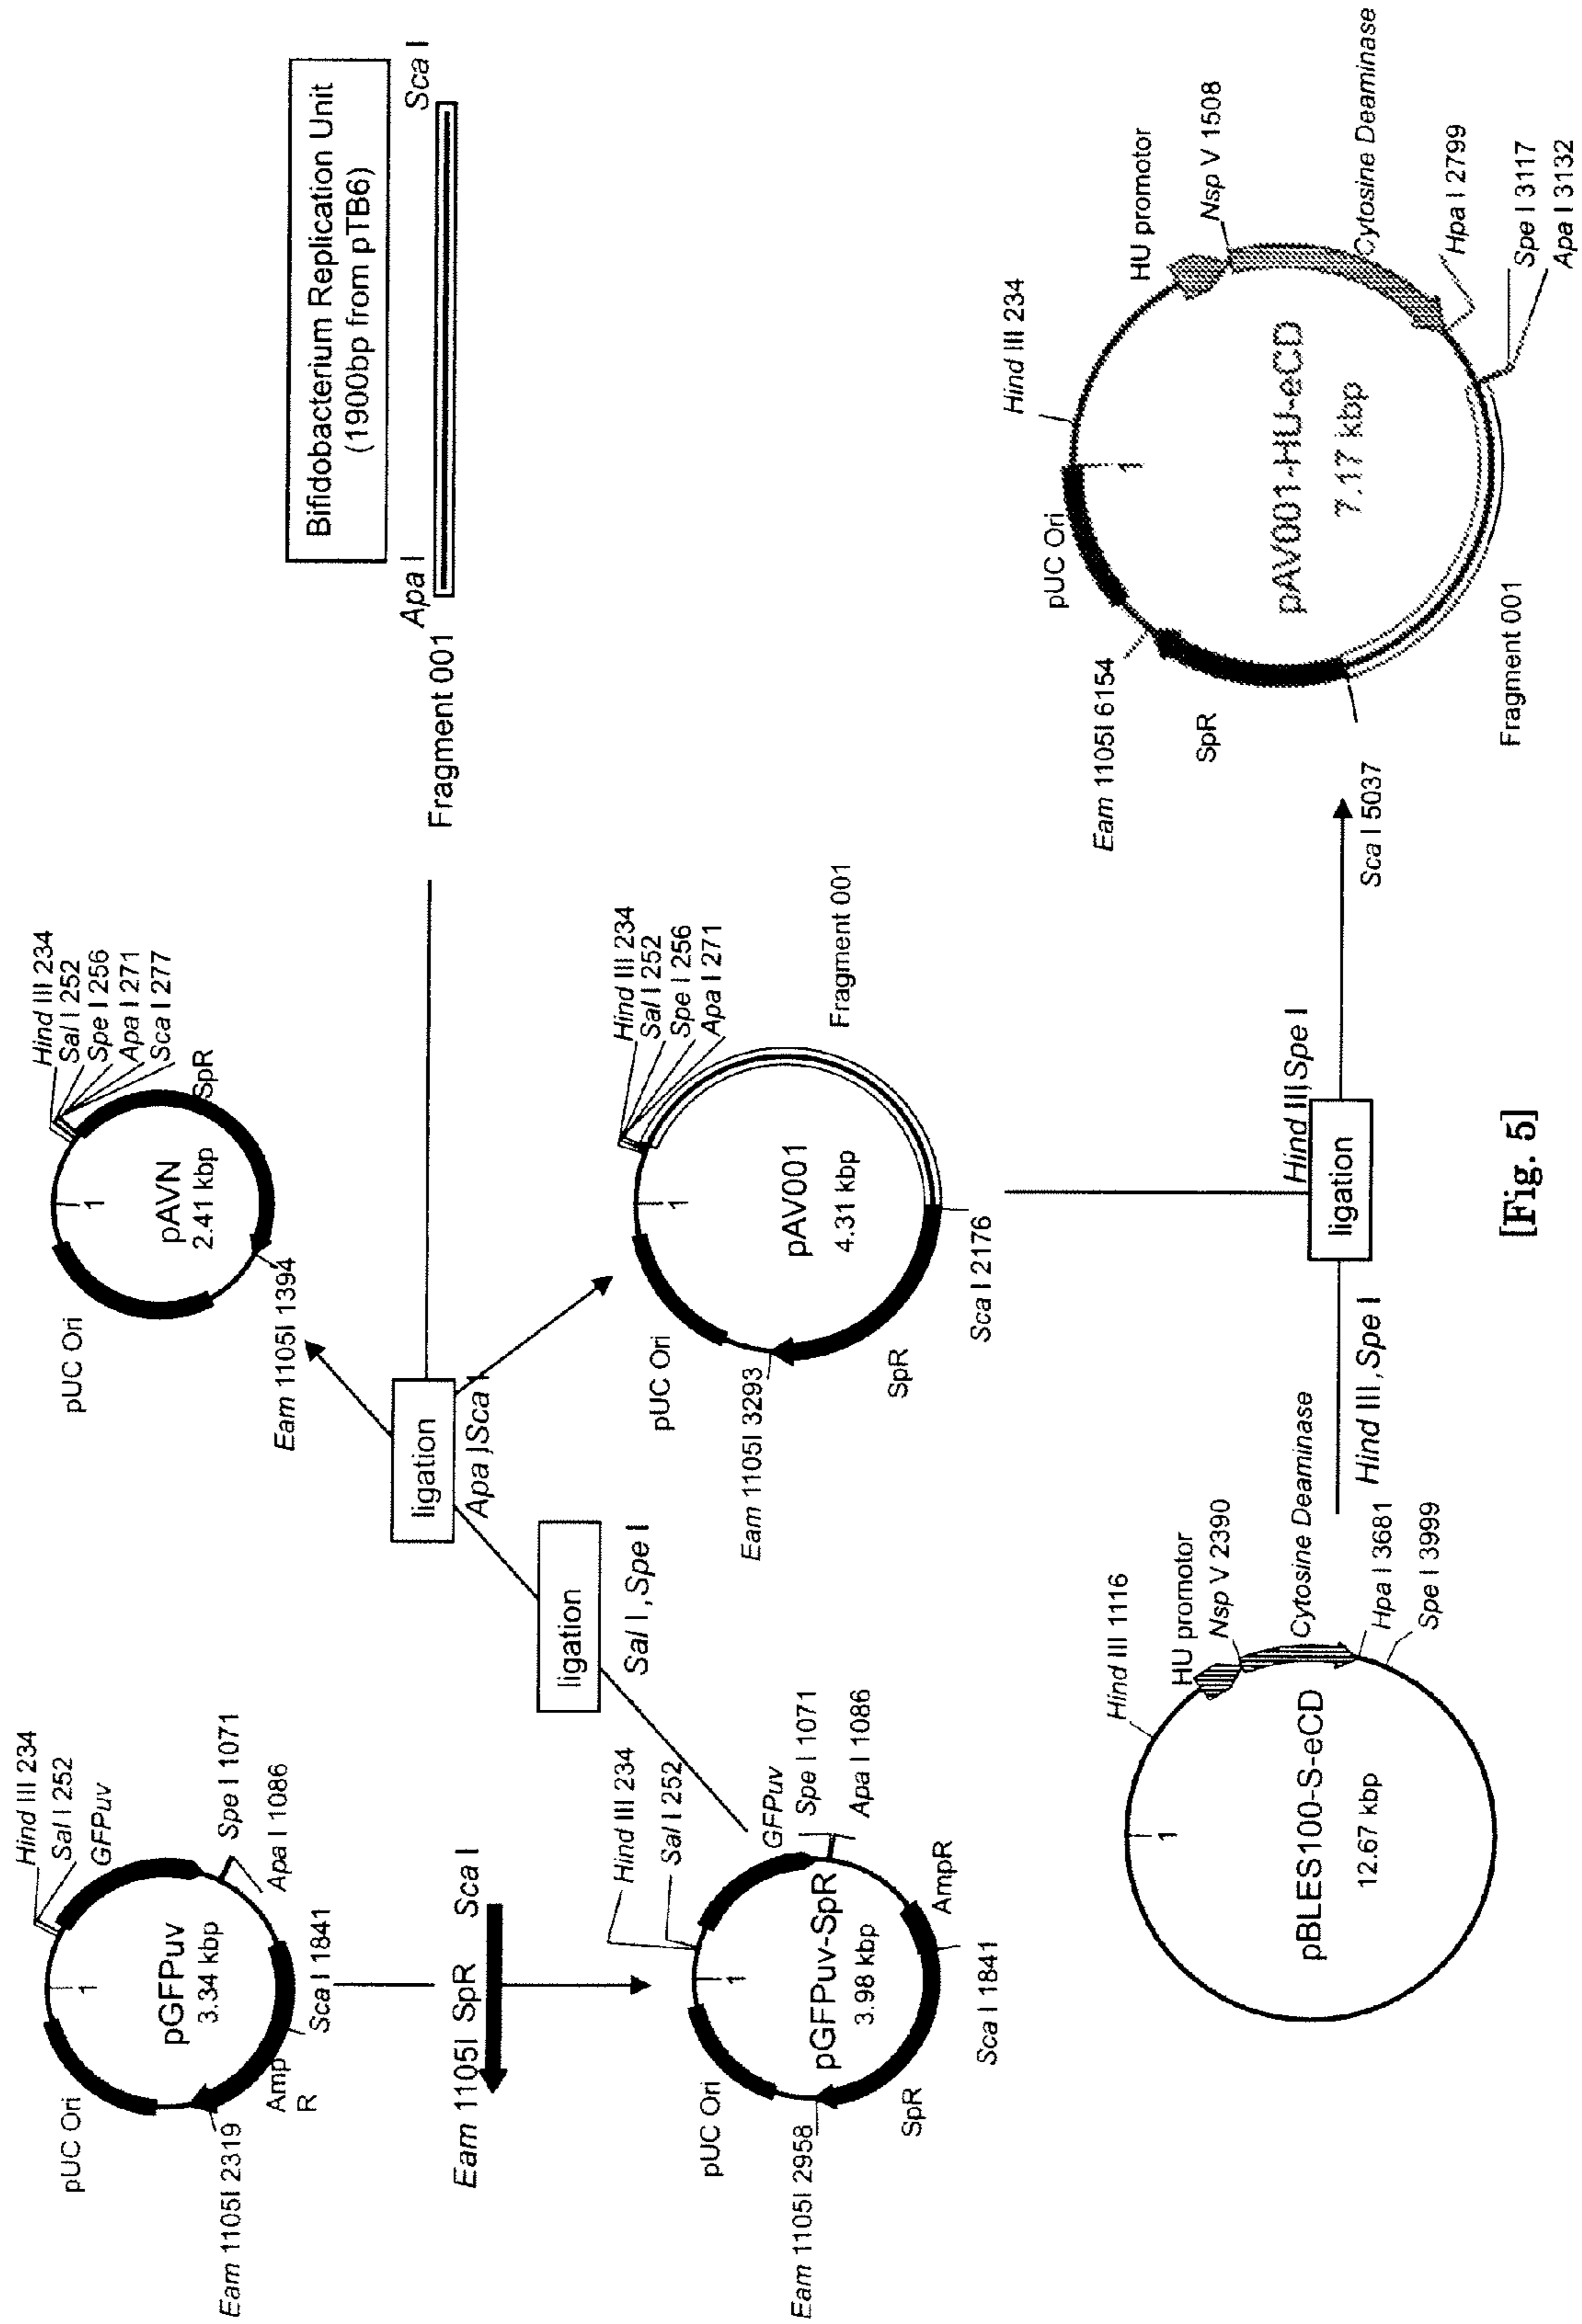 Hind III 234
Sal I 252
GFPuv
Spe I 1071
Apa I 1086
Sca I 1841
Amp
R
Eam 1105I 2319
pUC Ori
1
pGFPuv
3.34 kbp
Eam 1105I SpR Sca I
Hind III 234
Sal I 252
GFPuv
Spe I 1071
Apa I 1086
AmpR
Sca I 1841
SpR
Eam 1105I 2958
pUC Ori
1
pGFPuv-SpR
3.98 kbp
ligation
Sal I ,Spe I
ligation
Apa I Sca I
Hind III 234
Sal I 252
Spe I 256
Apa I 271
Sca I 277
SpR
Eam 1105I 1394
pUC Ori
1
pAVN
2.41 kbp
Bifidobacterium Replication Unit
(1900bp from pTB6)
Apa I
Sca I
Fragment 001
Hind III 234
Sal I 252
Spe I 256
Apa I 271
Fragment 001
Sca I 2176
SpR
Eam 1105I 3293
pUC Ori
1
pAV001
4.31 kbp
Hind III 1116
HU promotor
Nsp V 2390
Cytosine Deaminase
Hpa I 3681
Spe I 3999
1
pBLES100-S-eCD
12.67 kbp
Hind III ,Spe I
ligation
Hind III,Spe I
Hind III 234
HU promotor
Nsp V 1508
Cytosine Deaminase
Hpa I 2799
Spe I 3117
Apa I 3132
Fragment 001
Sca I 5037
SpR
Eam 1105I 6154
pUC Ori
1
pAV001-HU-eCD
7.17 kbp
[Fig. 5]